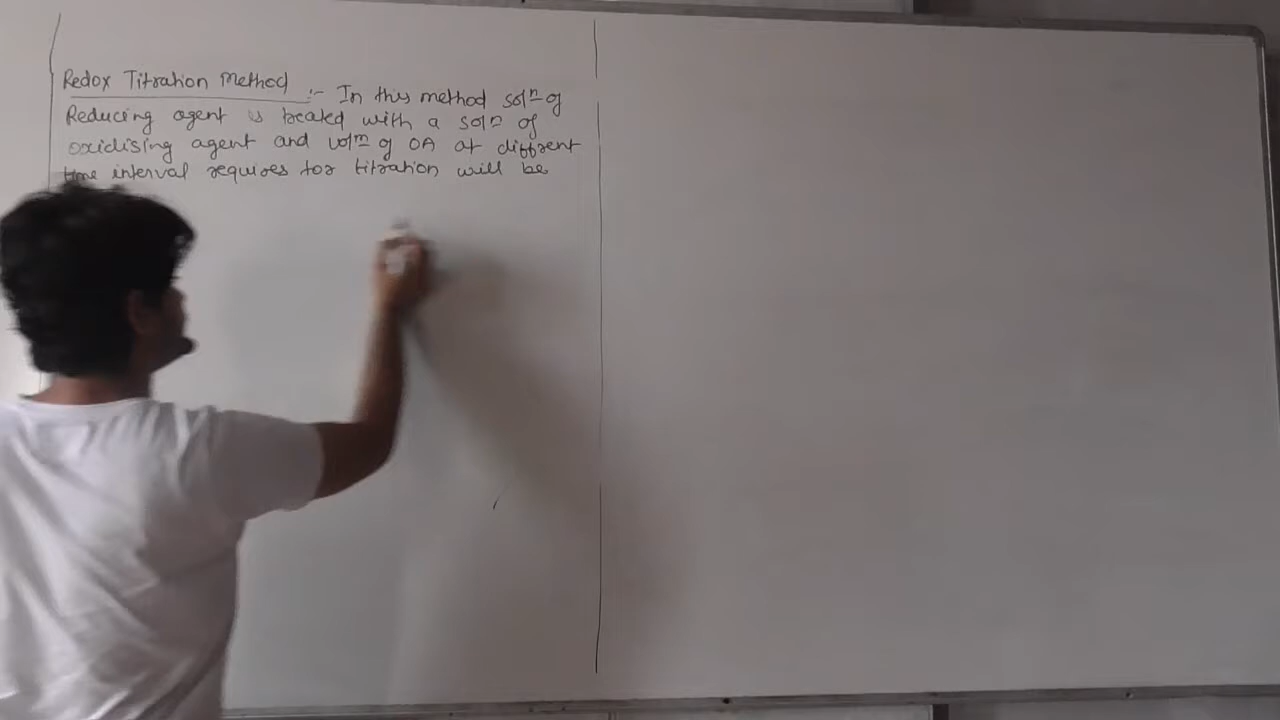 Redox Titration Method :- In this method solⁿ of
Reducing agent is treated with a solⁿ of
oxidising agent and volᵐ of OA at diffrent
time interval requires for titration will be